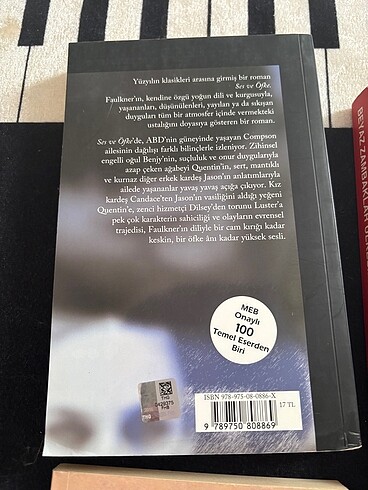 Yüzyılın klasikleri arasına girmiş bir roman
Ses ve Öfke.
Faulkner'ın, kendine özgü yoğun dili ve kurgusuyla,
yaşananları, düşünülenleri, yayılan ya da sıkışan
duyguları tüm bir atmosfer içinde vermekteki
ustalığını doyasıya gösteren bir roman.
Ses ve Öfke'de, ABD'nin güneyinde yaşayan Compson
ailesinin dağılışı farklı bilinçlerle izleniyor. Zihinsel
engelli oğul Benjy'nin, suçluluk ve onur duygularıyla
azap çeken ağabeyi Quentin'in, sert, mantıklı
ve kurnaz diğer erkek kardeş Jason'ın anlatımlarıyla
ailede yaşananlar yavaş yavaş açığa çıkıyor. Kız
kardeş Candace'ten Jason'ın vasiliğini aldığı yeğeni
Quentin'e, zenci hizmetçi Dilsey'den torunu Luster'a
pek çok karakterin sahiciliği ve olayların evrensel
trajedisi, Faulkner'ın diliyle bir cam kırığı kadar
keskin, bir öfke ânı kadar yüksek sesli.
MEB
Onaylı
100
Temel Eserden
Biri
ISBN 978-975-08-0886-X
17 TL
9 789750 808869
BEYAZ ZAMBAKLAR